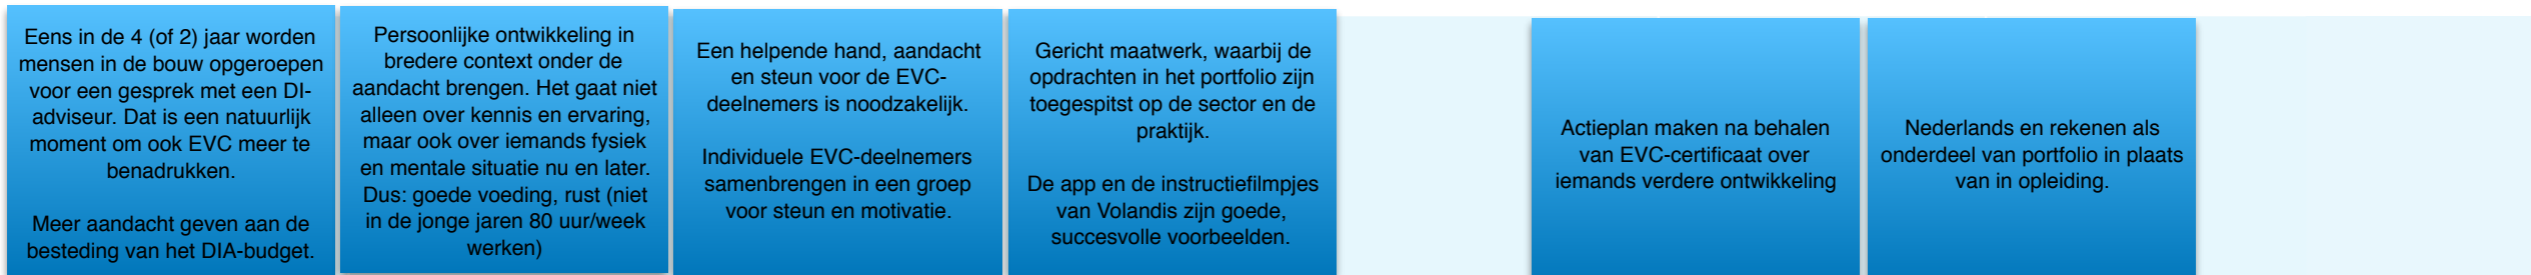 Eens in de 4 (of 2) jaar worden
mensen in de bouw opgeroepen
voor een gesprek met een DI-
adviseur. Dat is een natuurlijk
moment om ook EVC meer te
benadrukken.
Meer aandacht geven aan de
besteding van het DIA-budget.
Persoonlijke ontwikkeling in
bredere context onder de
aandacht brengen. Het gaat niet
alleen over kennis en ervaring,
maar ook over iemands fysiek
en mentale situatie nu en later.
Dus: goede voeding, rust (niet
in de jonge jaren 80 uur/week
werken)
Een helpende hand, aandacht
en steun voor de EVC-
deelnemers is noodzakelijk.
Individuele EVC-deelnemers
samenbrengen in een groep
voor steun en motivatie.
Gericht maatwerk, waarbij de
opdrachten in het portfolio zijn
toegespitst op de sector en de
praktijk.
De app en de instructiefilmpjes
van Volandis zijn goede,
succesvolle voorbeelden.
Actieplan maken na behalen
van EVC-certificaat over
iemands verdere ontwikkeling
Nederlands en rekenen als
onderdeel van portfolio in plaats
van in opleiding.